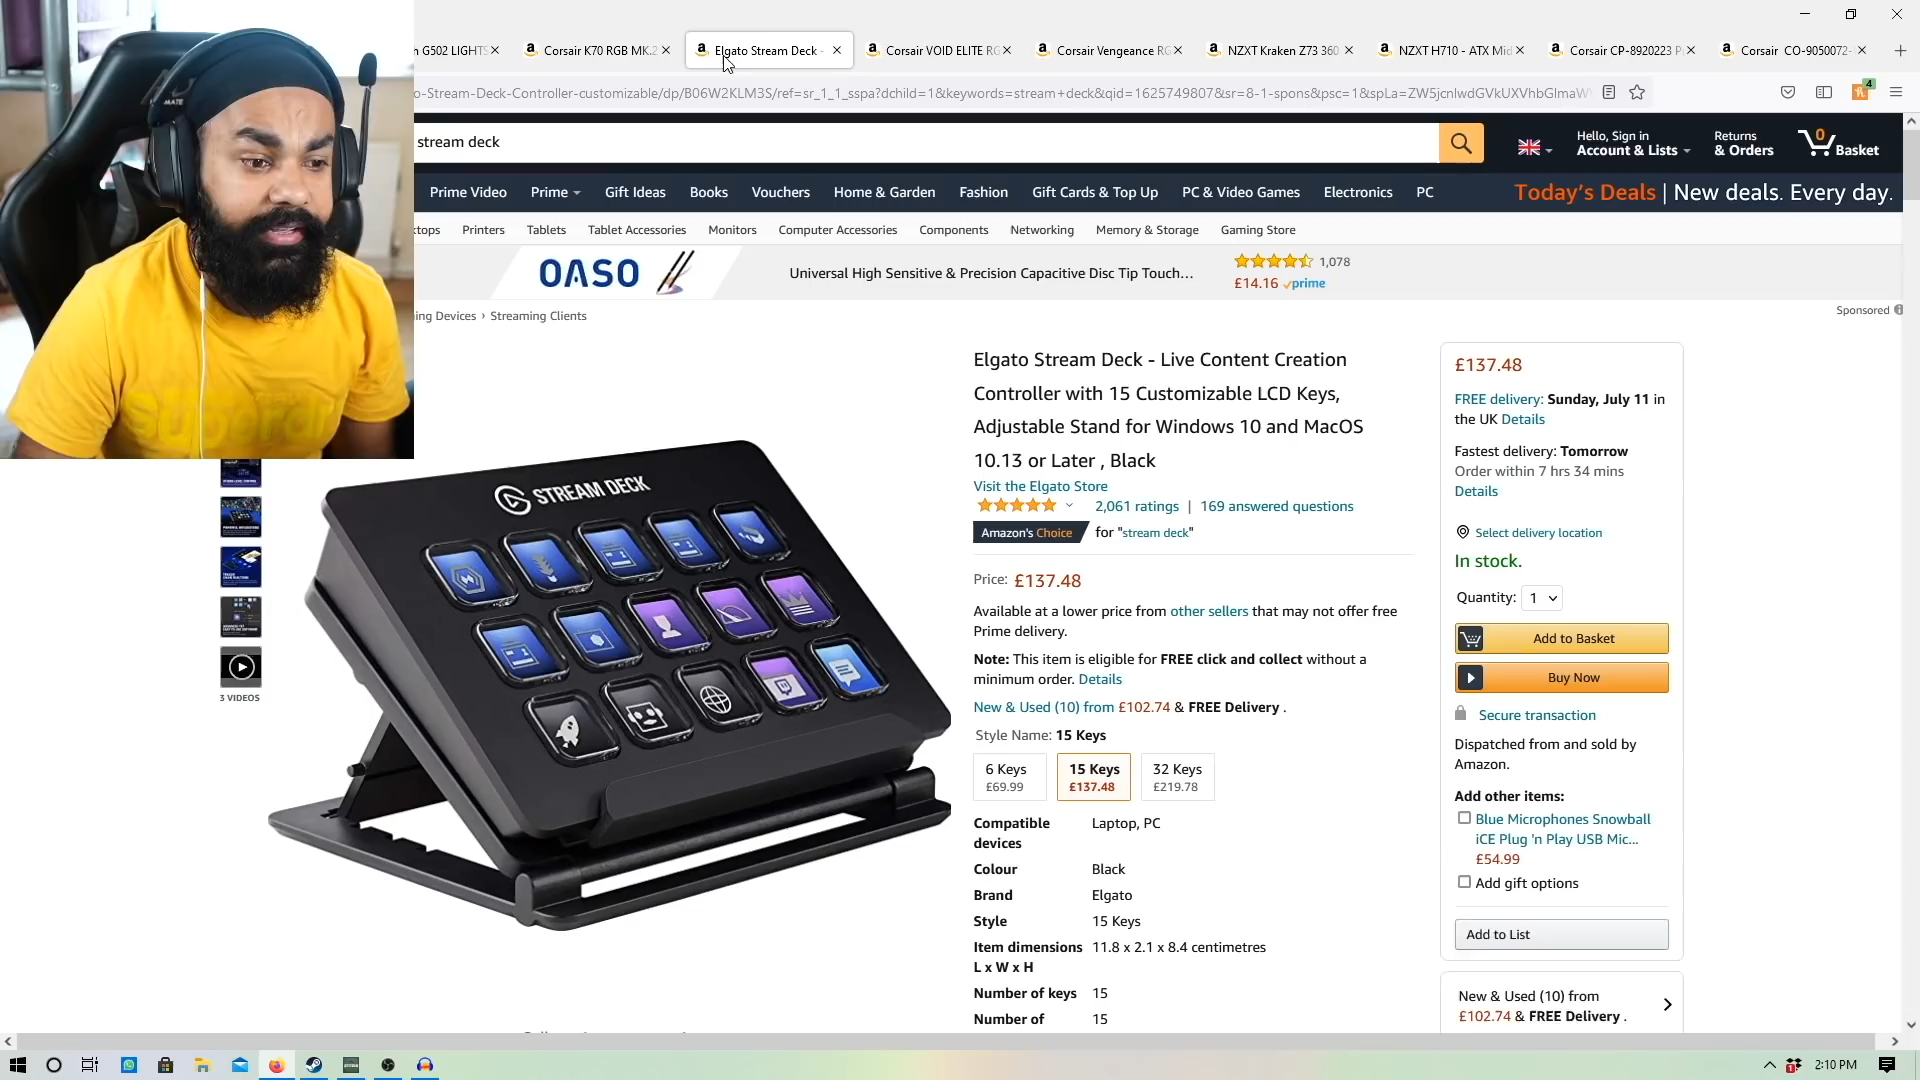 n G502 LIGHTS
Corsair K70 RGB MK.2
Elgato Stream Deck -
Corsair VOID ELITE RG
Corsair Vengeance RG
NZXT Kraken Z73 360
NZXT H710 - ATX Mid
Corsair CP-8920223 P
Corsair CO-9050072-
o-Stream-Deck-Controller-customizable/dp/B06W2KLM3S/ref=sr_1_1_sspa?dchild=1&keywords=stream+deck&qid=1625749807&sr=8-1-spons&psc=1&spLa=ZW5jcnlwdGVkUXVhbGlmaW
4
stream deck
Hello, Sign in
Account & Lists
Returns
& Orders
0
Basket
Prime Video
Prime
Gift Ideas
Books
Vouchers
Home & Garden
Fashion
Gift Cards & Top Up
PC & Video Games
Electronics
PC
Today's Deals | New deals. Every day.
ktops
Printers
Tablets
Tablet Accessories
Monitors
Computer Accessories
Components
Networking
Memory & Storage
Gaming Store
OASO
Universal High Sensitive & Precision Capacitive Disc Tip Touch...
1,078
£14.16 prime
ing Devices › Streaming Clients
Sponsored
STREAM DECK
3 VIDEOS
Elgato Stream Deck - Live Content Creation
Controller with 15 Customizable LCD Keys,
Adjustable Stand for Windows 10 and MacOS
10.13 or Later , Black
Visit the Elgato Store
2,061 ratings | 169 answered questions
Amazon's Choice for "stream deck"
Price: £137.48
Available at a lower price from other sellers that may not offer free
Prime delivery.
Note: This item is eligible for FREE click and collect without a
minimum order. Details
New & Used (10) from £102.74 & FREE Delivery .
Style Name: 15 Keys
6 Keys
£69.99
15 Keys
£137.48
32 Keys
£219.78
Compatible devices Laptop, PC
Colour Black
Brand Elgato
Style 15 Keys
Item dimensions L x W x H 11.8 x 2.1 x 8.4 centimetres
Number of keys 15
Number of 15
£137.48
FREE delivery: Sunday, July 11 in
the UK Details
Fastest delivery: Tomorrow
Order within 7 hrs 34 mins
Details
Select delivery location
In stock.
Quantity: 1
Add to Basket
Buy Now
Secure transaction
Dispatched from and sold by
Amazon.
Add other items:
Blue Microphones Snowball
iCE Plug 'n Play USB Mic...
£54.99
Add gift options
Add to List
New & Used (10) from
£102.74 & FREE Delivery .
2:10 PM